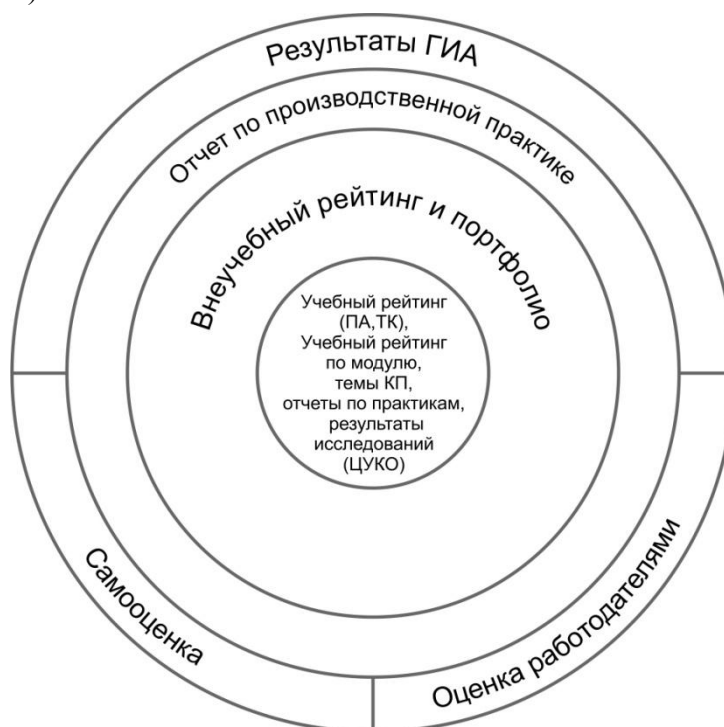 )
Результаты ГИА
Отчет по производственной практике
Внеучебный рейтинг и портфолио
Учебный рейтинг
(ПА,ТК),
Учебный рейтинг
по модулю,
темы КП,
отчеты по практикам,
результаты
исследований
(ЦУКО)
Самооценка
Оценка работодателями